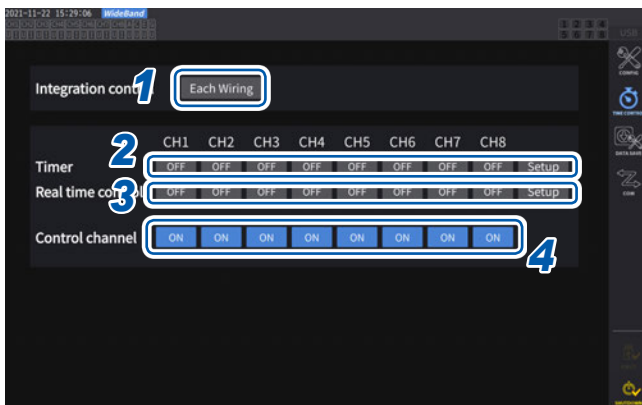 2021-11-22 15:29:06 WideBand
1 2 3 4
5 6 7 8
USB
CONFIG
1
Integration cont
Each Wiring
TIME CONTROL
CH1 CH2 CH3 CH4 CH5 CH6 CH7 CH8
2
Timer OFF OFF OFF OFF OFF OFF OFF OFF Setup
DATA SAVE
3
Real time co l OFF OFF OFF OFF OFF OFF OFF OFF Setup
COM
Control channel ON ON ON ON ON ON ON ON
4